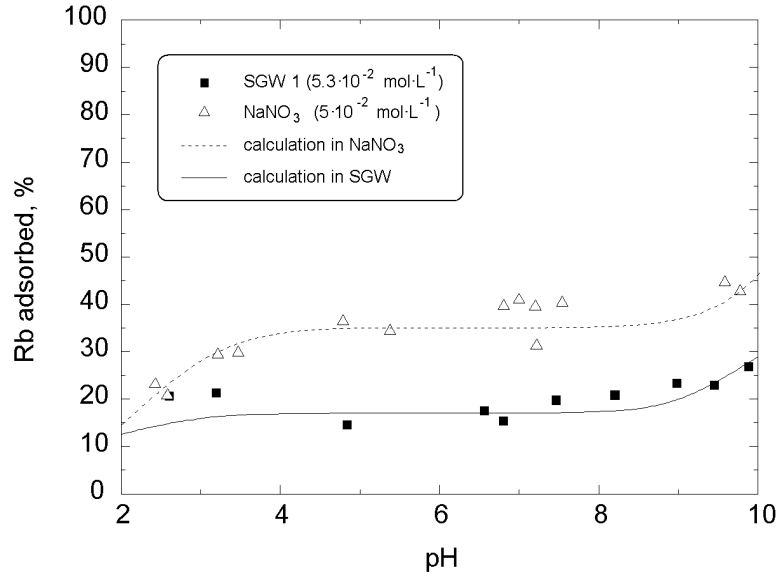 100
90
80
70
60
50
40
30
20
10
0
Rb adsorbed, %
SGW 1 (5.3·10⁻² mol·L⁻¹)
NaNO₃ (5·10⁻² mol·L⁻¹)
calculation in NaNO₃
calculation in SGW
2 4 6 8 10
pH